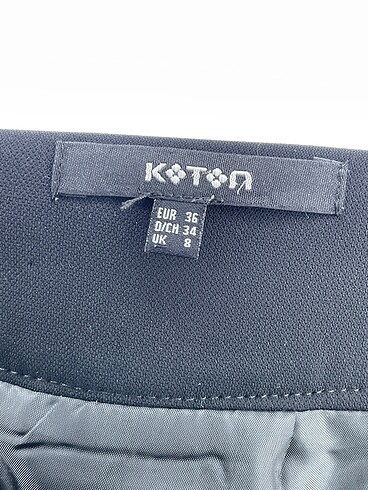 KOTON
EUR 36
D/CH 34
UK 8